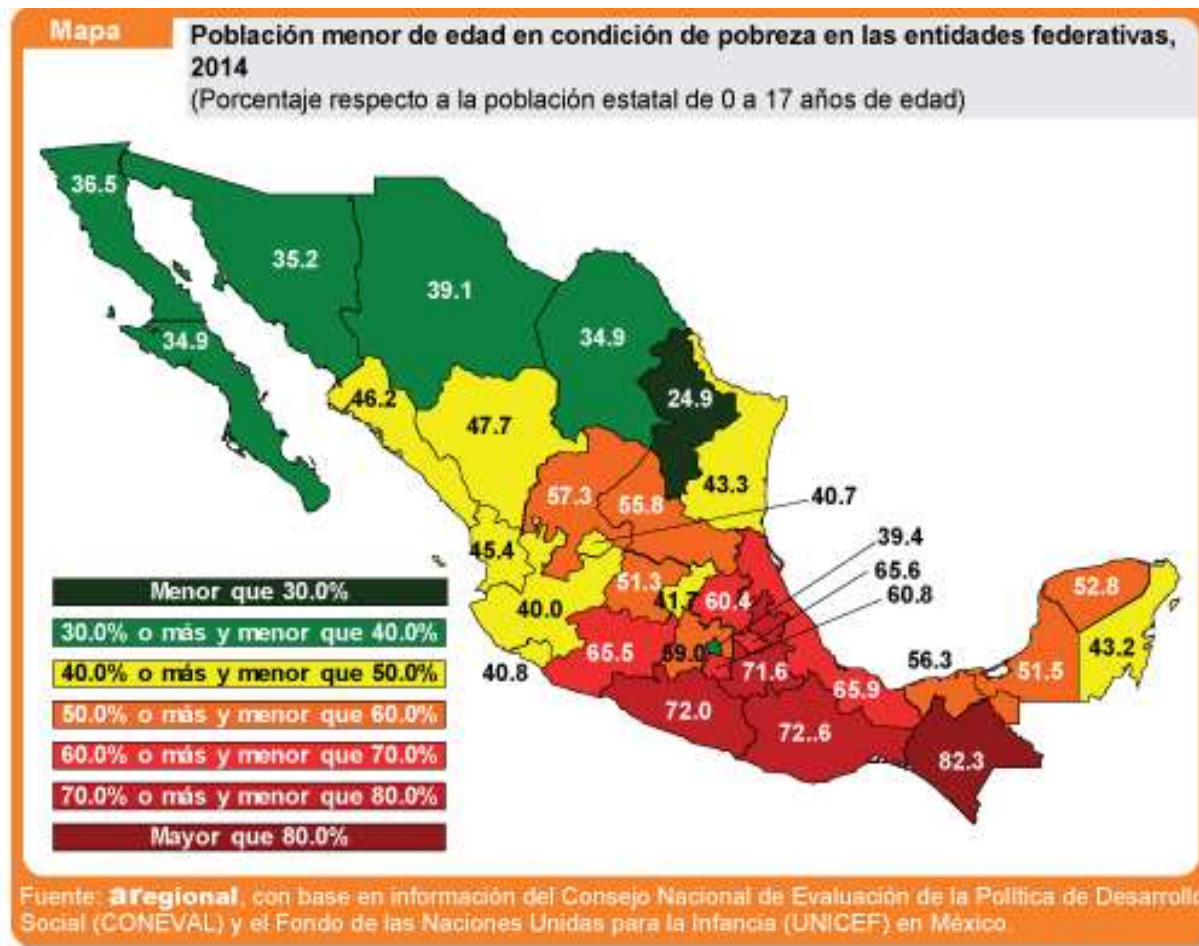 Mapa
Población menor de edad en condición de pobreza en las entidades federativas,
2014
(Porcentaje respecto a la población estatal de 0 a 17 años de edad)
36.5
35.2
39.1
34.9
34.9
24.9
46.2
47.7
43.3
57.3
55.8
40.7
39.4
65.6
60.8
45.4
51.3
41.7
60.4
40.0
52.8
43.2
40.8
65.5
59.0
71.6
65.9
56.3
51.5
72.0
72..6
82.3
Menor que 30.0%
30.0% o más y menor que 40.0%
40.0% o más y menor que 50.0%
50.0% o más y menor que 60.0%
60.0% o más y menor que 70.0%
70.0% o más y menor que 80.0%
Mayor que 80.0%
Fuente: aregional, con base en información del Consejo Nacional de Evaluación de la Política de Desarrollo
Social (CONEVAL) y el Fondo de las Naciones Unidas para la Infancia (UNICEF) en México.